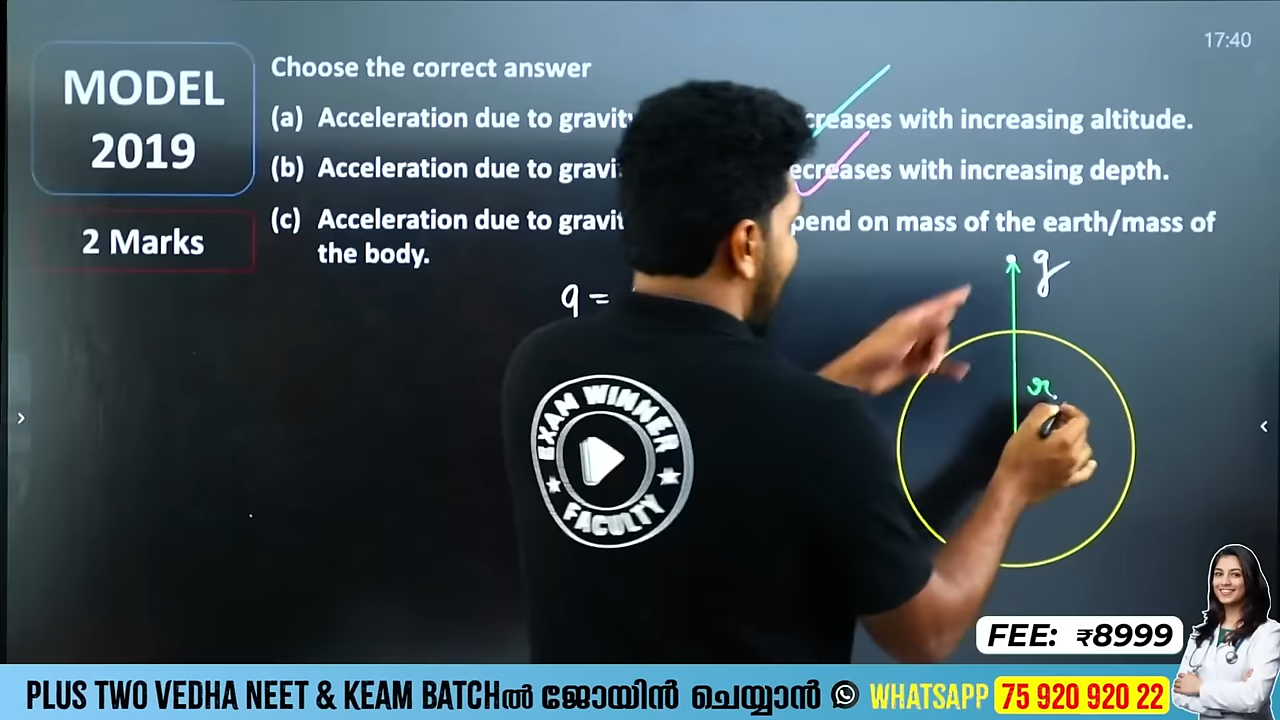 17:40
MODEL
2019
2 Marks
Choose the correct answer
(a) Acceleration due to gravity creases with increasing altitude.
(b) Acceleration due to gravi ecreases with increasing depth.
(c) Acceleration due to gravit pend on mass of the earth/mass of
the body.
g =
g
r
EXAM WINNER
FACULTY
FEE: ₹8999
PLUS TWO VEDHA NEET & KEAM BATCHൽ ജോയിൻ ചെയ്യാൻ WHATSAPP 75 920 920 22